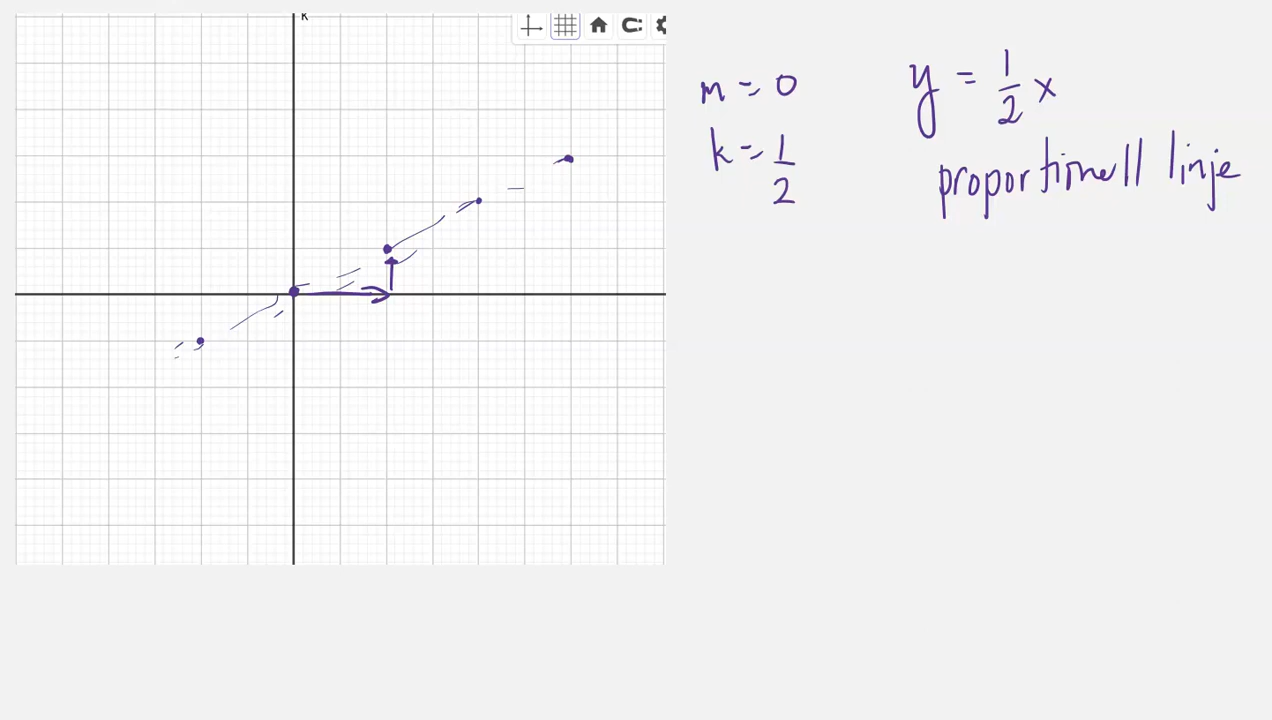 m = 0
k = 1/2
y = 1/2 x
proportionell linje